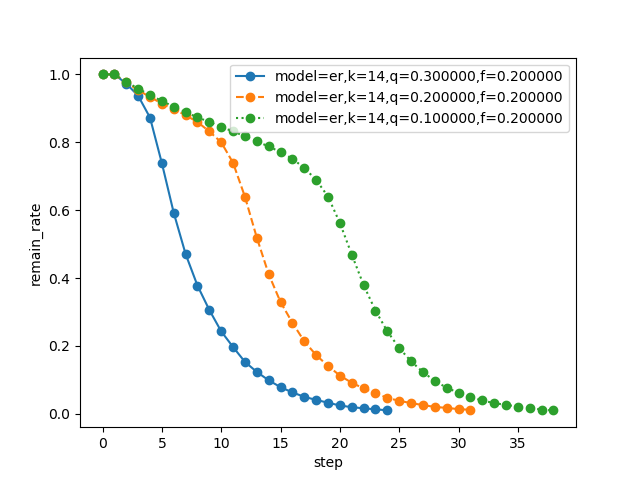 model=er,k=14,q=0.300000,f=0.200000
model=er,k=14,q=0.200000,f=0.200000
model=er,k=14,q=0.100000,f=0.200000
1.0
0.8
0.6
0.4
0.2
0.0
remain_rate
0 5 10 15 20 25 30 35
step